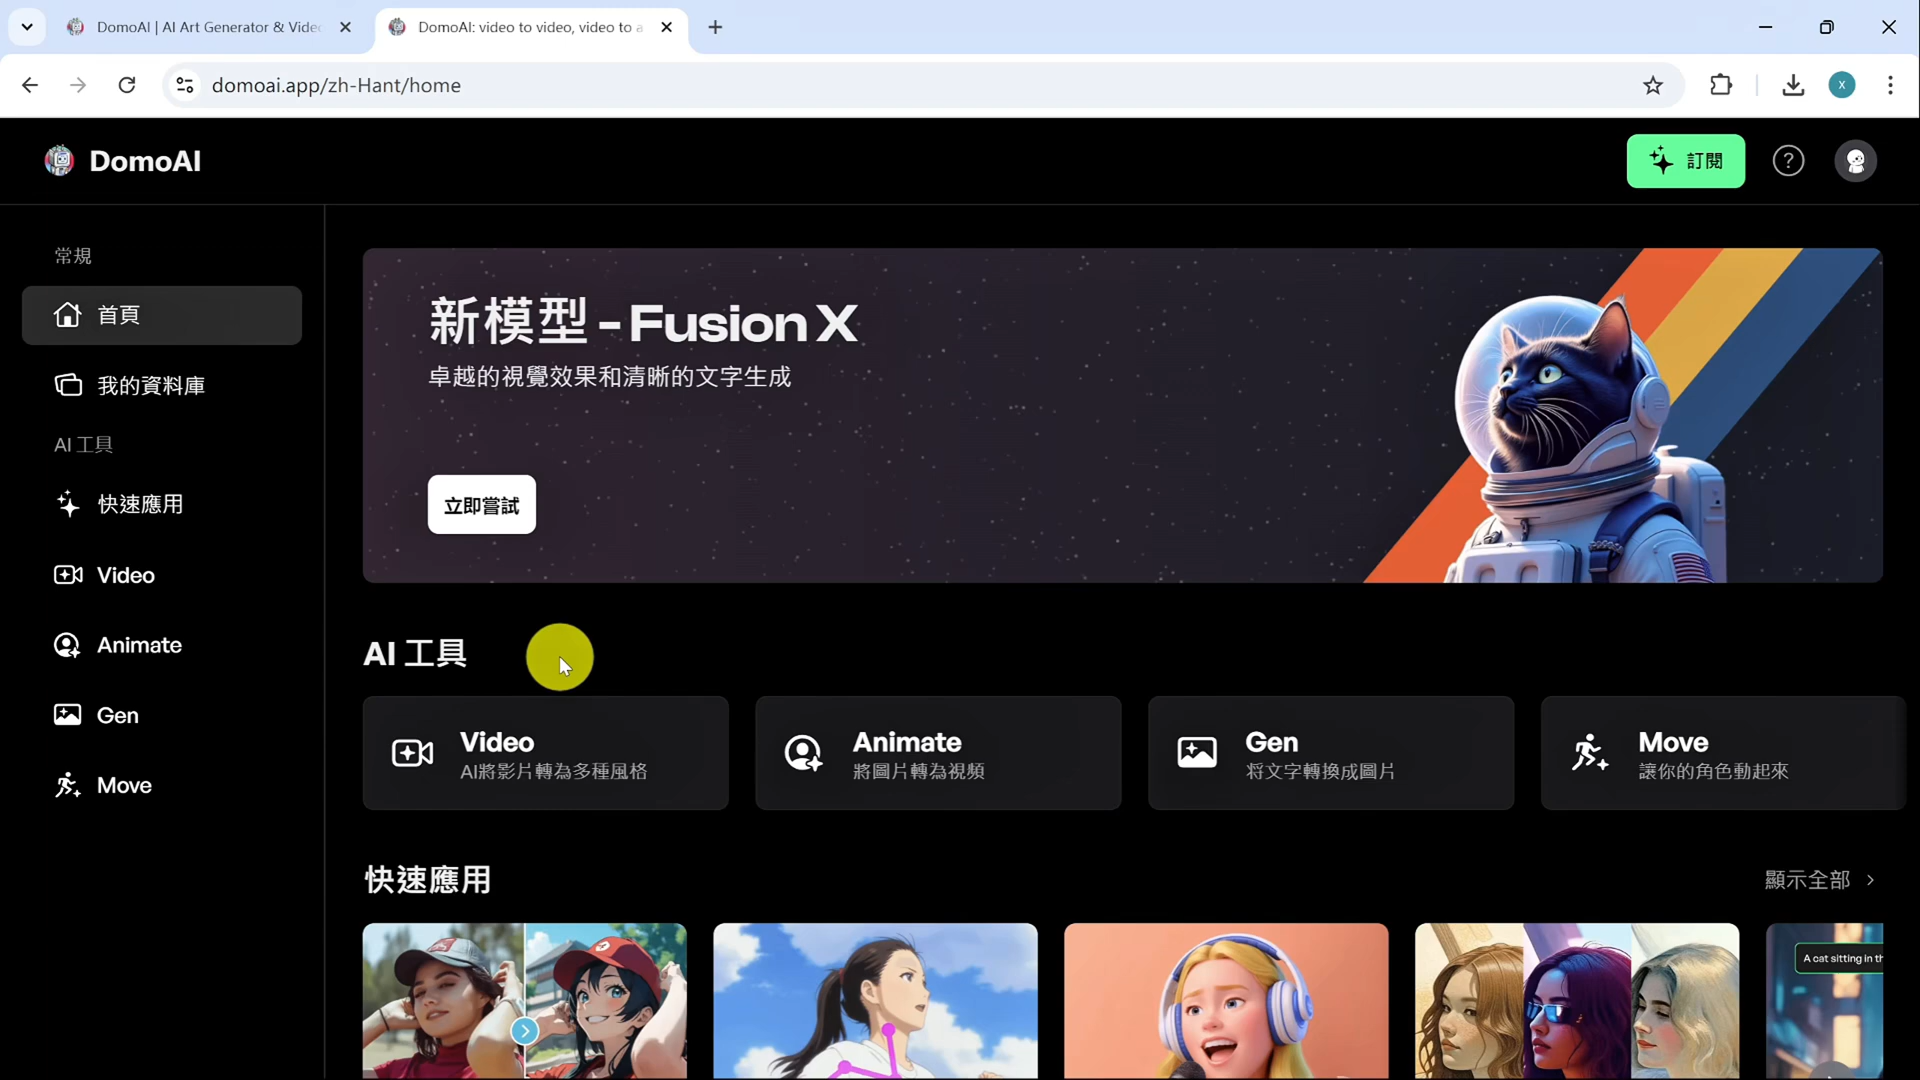 DomoAI | AI Art Generator & Video
DomoAI: video to video, video to a
domoai.app/zh-Hant/home
X
DomoAI
訂閱
常規
首頁
我的資料庫
AI 工具
快速應用
Video
Animate
Gen
Move
新模型 - Fusion X
卓越的視覺效果和清晰的文字生成
立即嘗試
AI 工具
Video
AI將影片轉為多種風格
Animate
將圖片轉為視頻
Gen
将文字轉換成圖片
Move
讓你的角色動起來
快速應用
顯示全部
A cat sitting in th